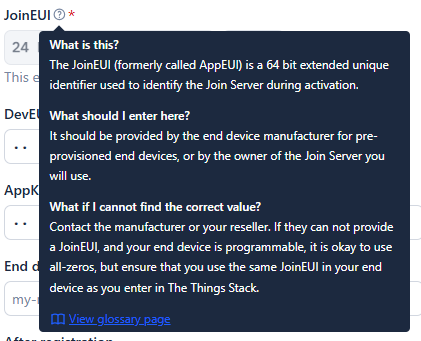 JoinEUI *
24
What is this?
The JoinEUI (formerly called AppEUI) is a 64 bit extended unique
identifier used to identify the Join Server during activation.
This e
What should I enter here?
DevEU
It should be provided by the end device manufacturer for pre-
provisioned end devices, or by the owner of the Join Server you
will use.
AppK
What if I cannot find the correct value?
Contact the manufacturer or your reseller. If they can not provide
a JoinEUI, and your end device is programmable, it is okay to use
all-zeros, but ensure that you use the same JoinEUI in your end
device as you enter in The Things Stack.
End d
my-
View glossary page
After registration